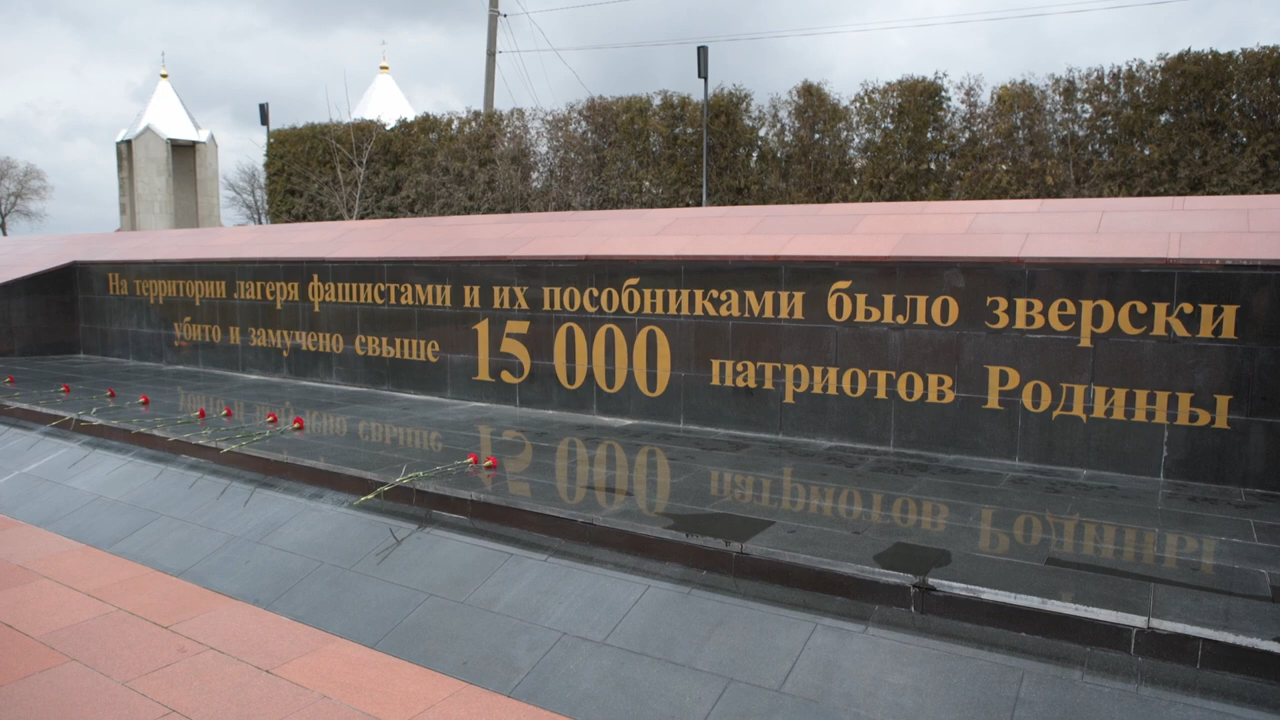 На территории лагеря фашистами и их пособниками было зверски
убито и замучено свыше 15 000 патриотов Родины